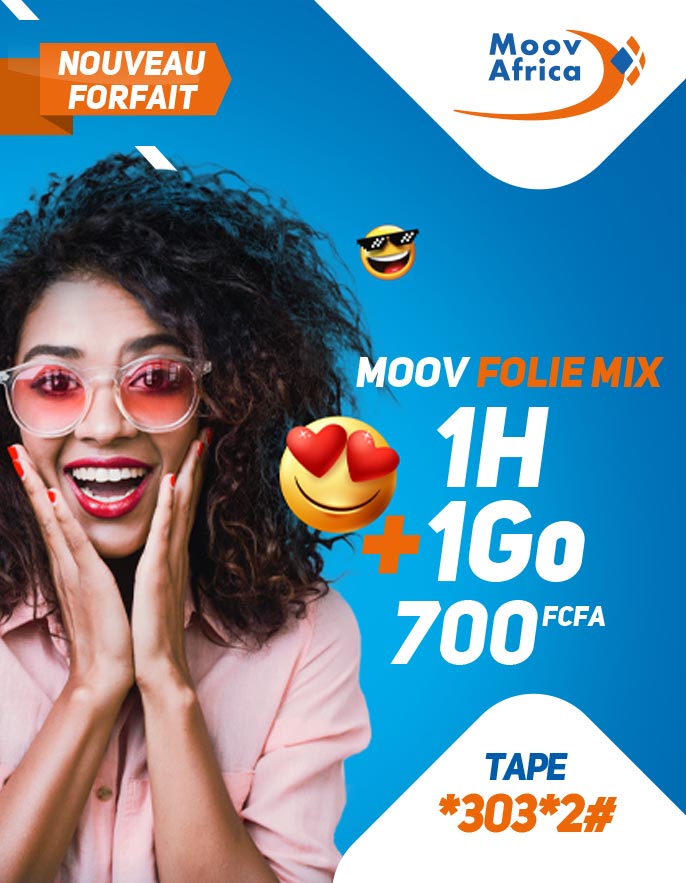 NOUVEAU
FORFAIT
Moov
Africa
MOOV FOLIE MIX
1H
+1Go
700 FCFA
TAPE
*303*2#